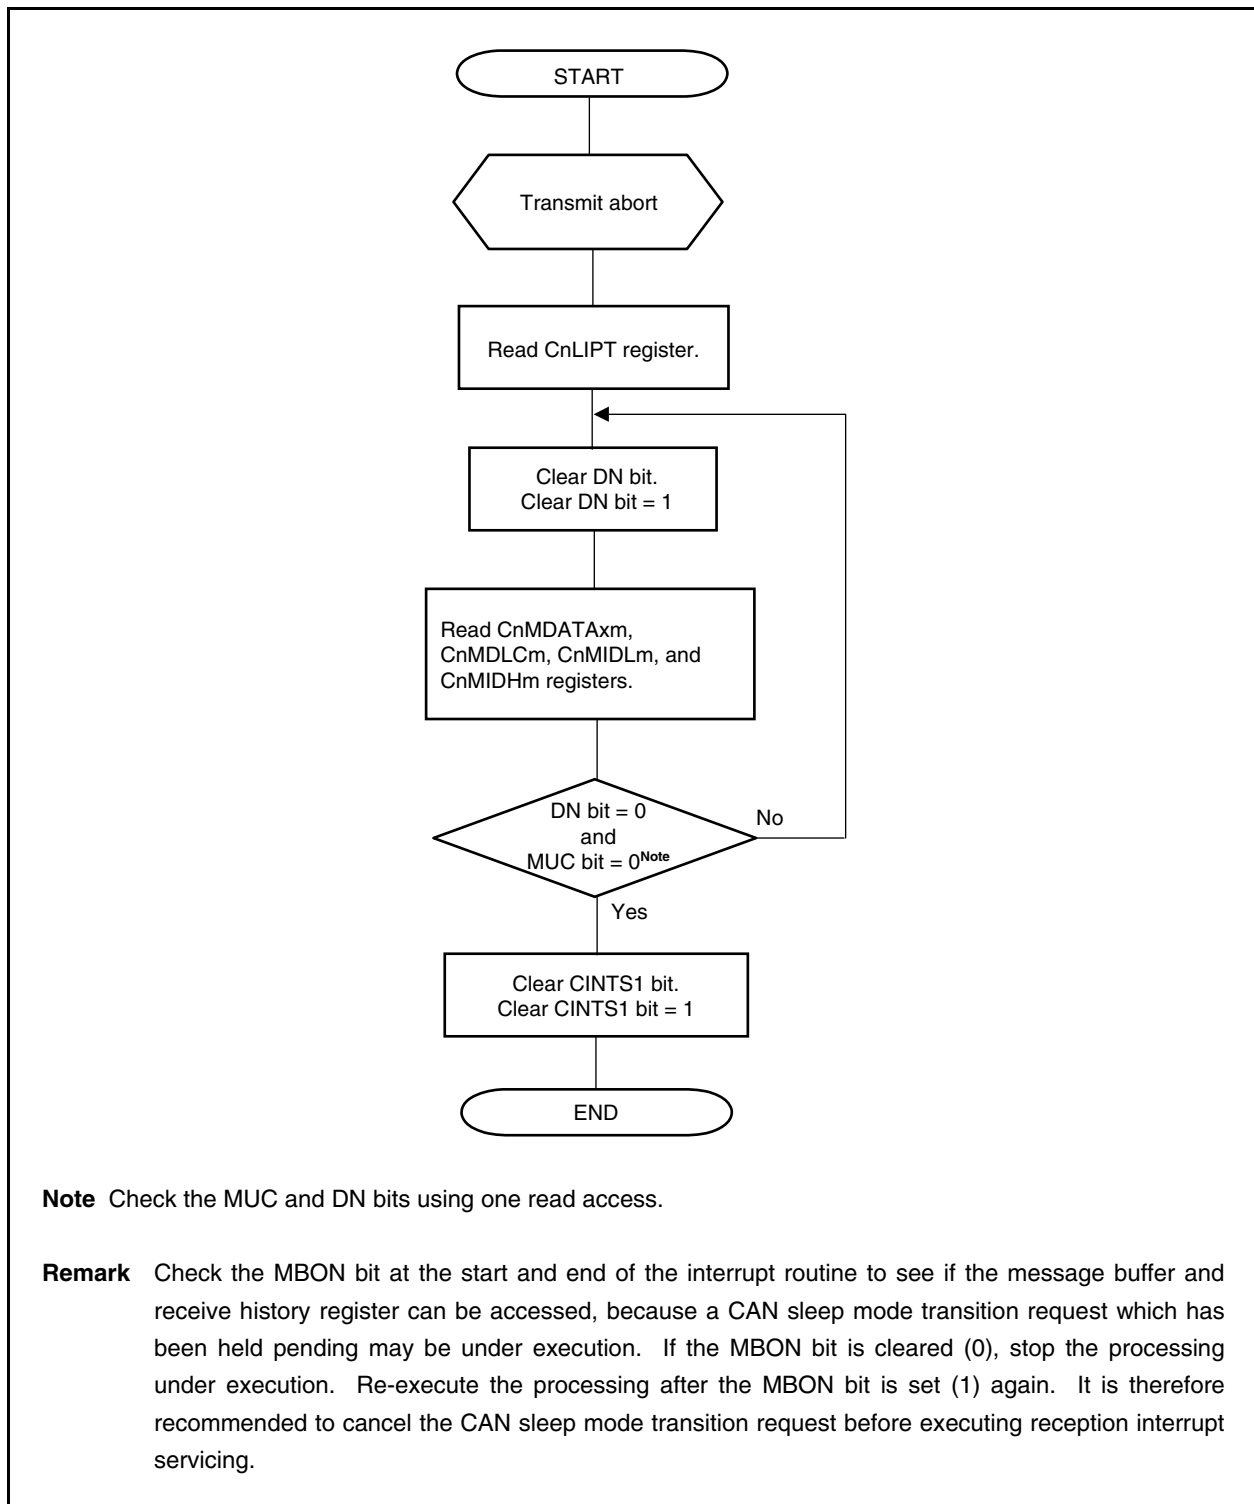 START
Transmit abort
Read CnLIPT register.
Clear DN bit.
Clear DN bit = 1
Read CnMDATAxm,
CnMDLCm, CnMIDLm, and
CnMIDHm registers.
DN bit = 0
and
MUC bit = 0Note
No
Yes
Clear CINTS1 bit.
Clear CINTS1 bit = 1
END
Note Check the MUC and DN bits using one read access.
Remark Check the MBON bit at the start and end of the interrupt routine to see if the message buffer and
receive history register can be accessed, because a CAN sleep mode transition request which has
been held pending may be under execution. If the MBON bit is cleared (0), stop the processing
under execution. Re-execute the processing after the MBON bit is set (1) again. It is therefore
recommended to cancel the CAN sleep mode transition request before executing reception interrupt
servicing.